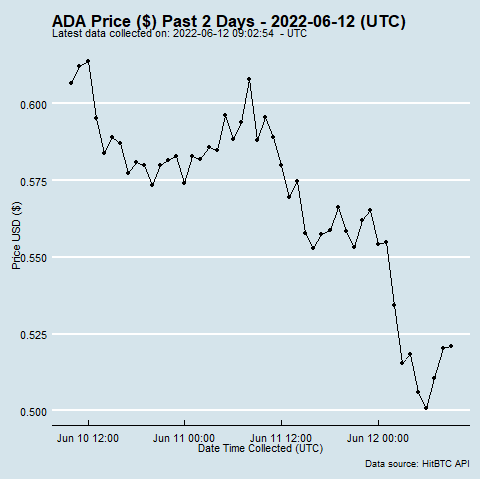 ADA Price ($) Past 2 Days - 2022-06-12 (UTC)
Latest data collected on: 2022-06-12 09:02:54  - UTC
Price USD ($)
0.600
0.575
0.550
0.525
0.500
Jun 10 12:00
Jun 11 00:00
Jun 11 12:00
Jun 12 00:00
Date Time Collected (UTC)
Data source: HitBTC API